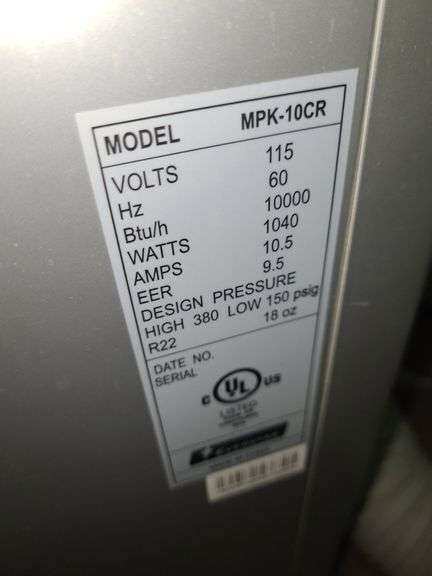 MODEL MPK-10CR
VOLTS 115
Hz 60
Btu/h 10000
WATTS 1040
AMPS 10.5
EER 9.5
DESIGN PRESSURE
HIGH 380 LOW 150 psig
R22 18 oz
DATE NO.
SERIAL
C UL US
LISTED